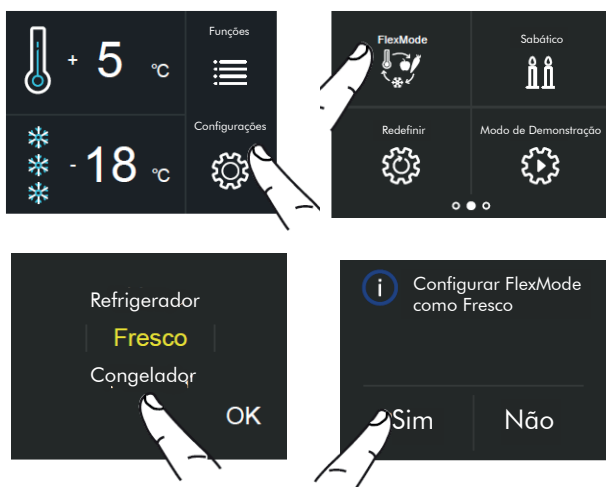 + 5 °C
Funções
Configurações
- 18 °C
FlexMode
Sabático
Redefinir
Modo de Demonstração
Refrigerador
Fresco
Congelador
OK
i
Configurar FlexMode
como Fresco
Sim
Não